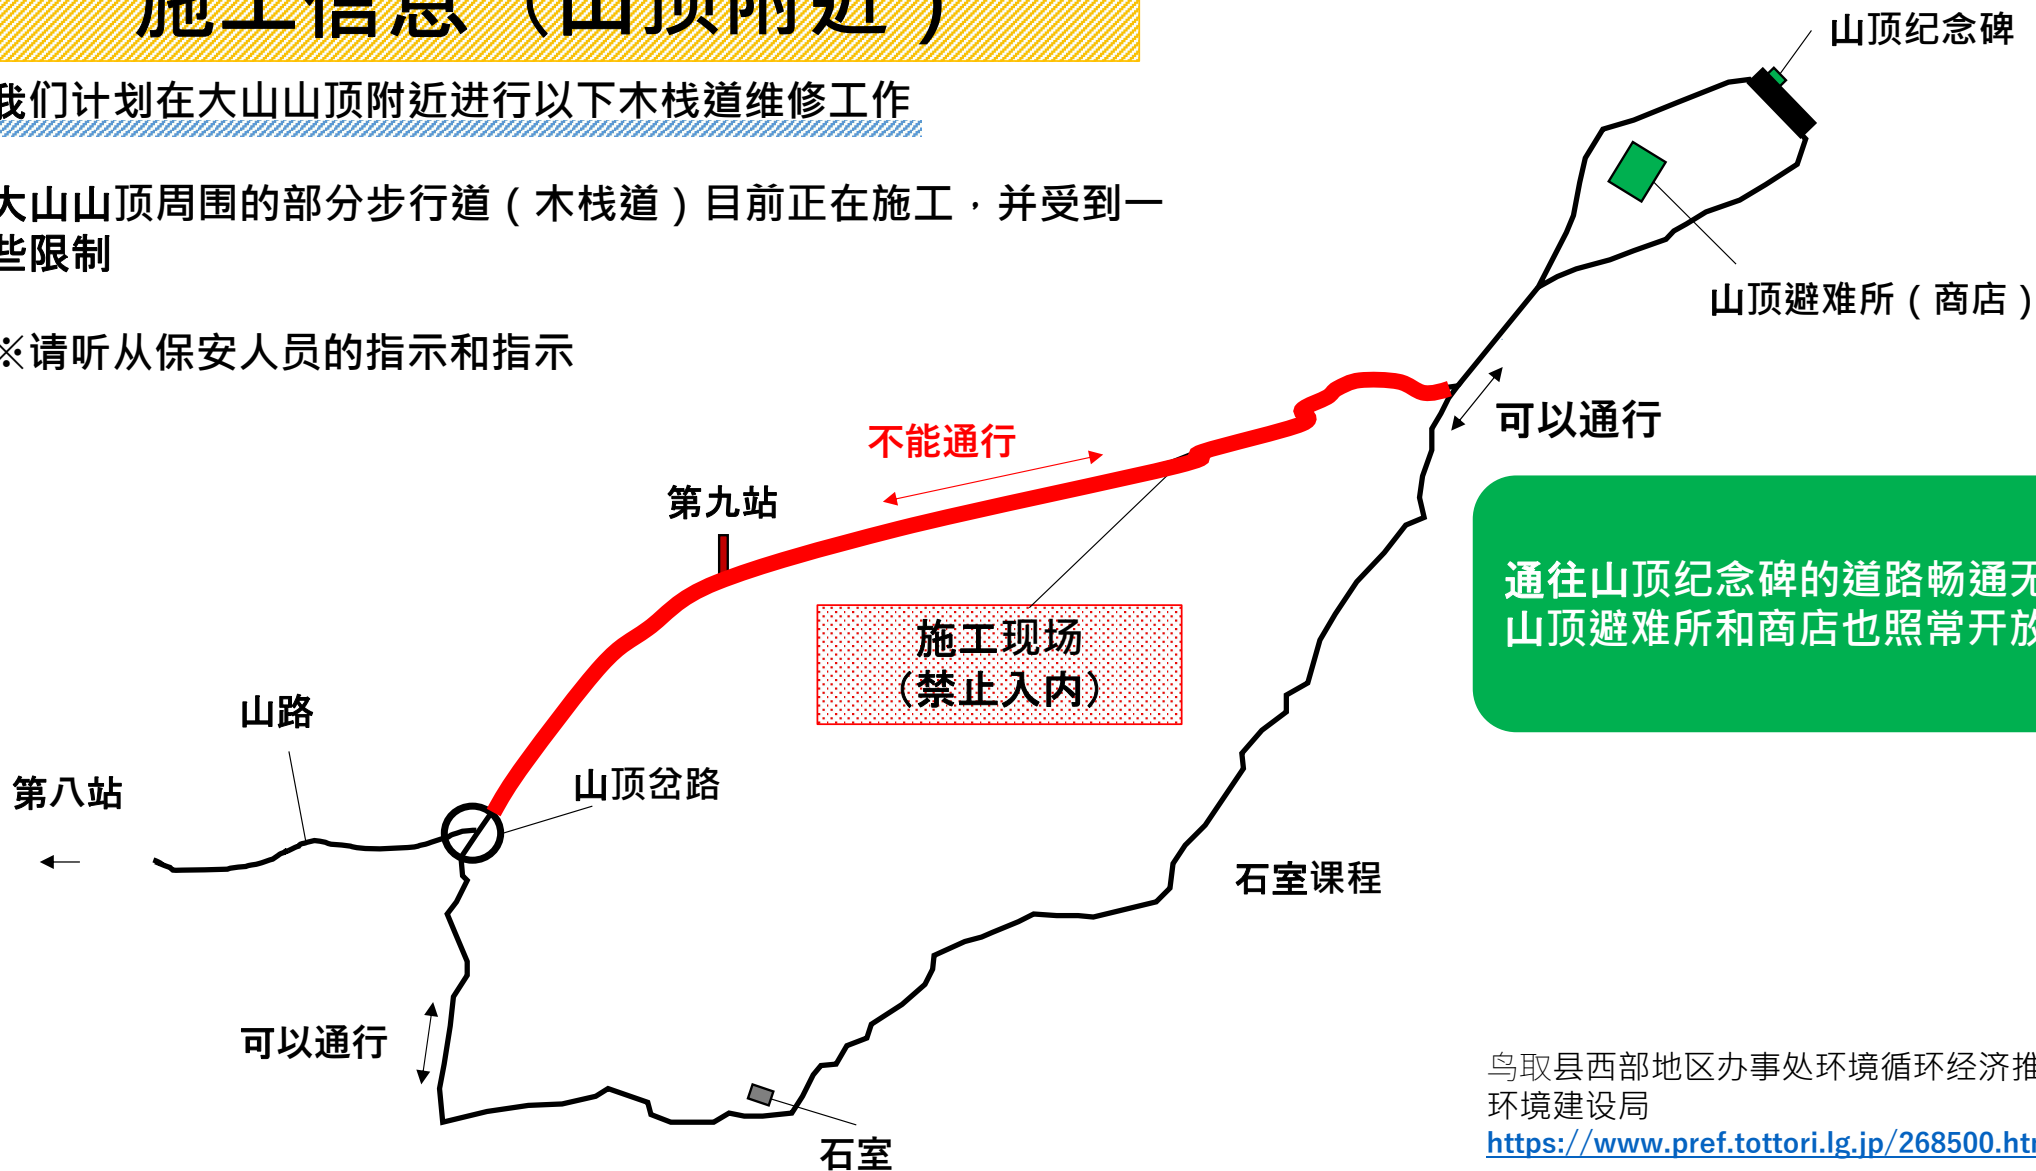 施工信息（山顶附近）
我们计划在大山山顶附近进行以下木栈道维修工作
大山山顶周围的部分步行道（木栈道）目前正在施工，并受到一
些限制
※请听从保安人员的指示和指示
山顶纪念碑
山顶避难所（商店）
可以通行
不能通行
第九站
通往山顶纪念碑的道路畅通无
山顶避难所和商店也照常开放
施工现场
（禁止入内）
山路
山顶岔路
第八站
石室课程
可以通行
石室
鸟取县西部地区办事处环境循环经济推
环境建设局
https://www.pref.tottori.lg.jp/268500.htm